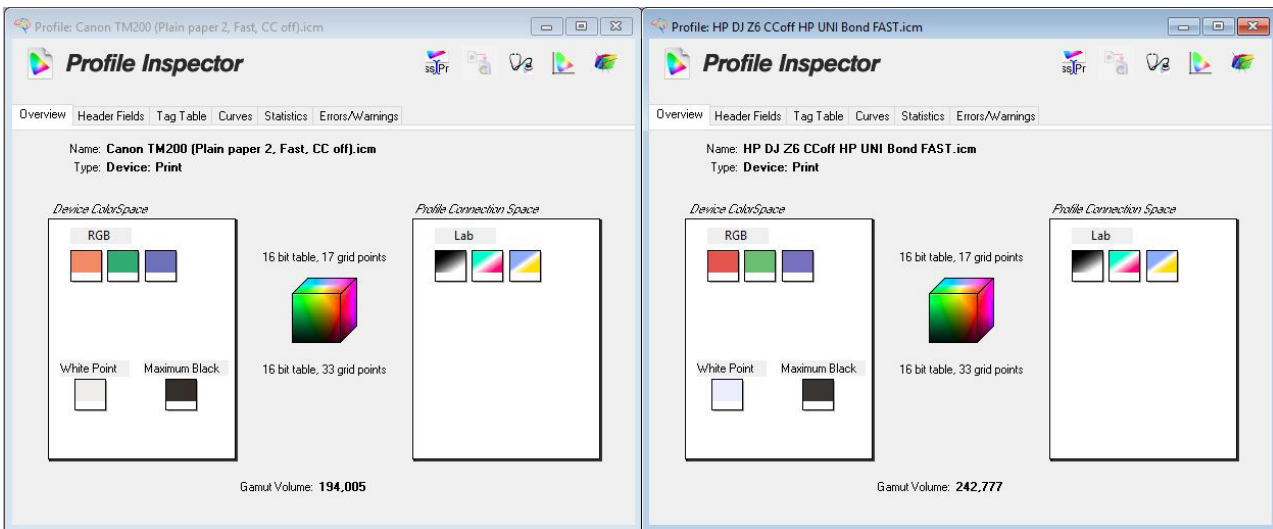 Profile: Canon TM200 (Plain paper 2, Fast, CC off).icm
Profile Inspector
ss Pr
Overview Header Fields Tag Table Curves Statistics Errors/Warnings
Name: Canon TM200 (Plain paper 2, Fast, CC off).icm
Type: Device: Print
Device ColorSpace
Profile Connection Space
RGB
Lab
16 bit table, 17 grid points
White Point Maximum Black
16 bit table, 33 grid points
Gamut Volume: 194,005
Profile: HP DJ Z6 CCoff HP UNI Bond FAST.icm
Profile Inspector
ss Pr
Overview Header Fields Tag Table Curves Statistics Errors/Warnings
Name: HP DJ Z6 CCoff HP UNI Bond FAST.icm
Type: Device: Print
Device ColorSpace
Profile Connection Space
RGB
Lab
16 bit table, 17 grid points
White Point Maximum Black
16 bit table, 33 grid points
Gamut Volume: 242,777